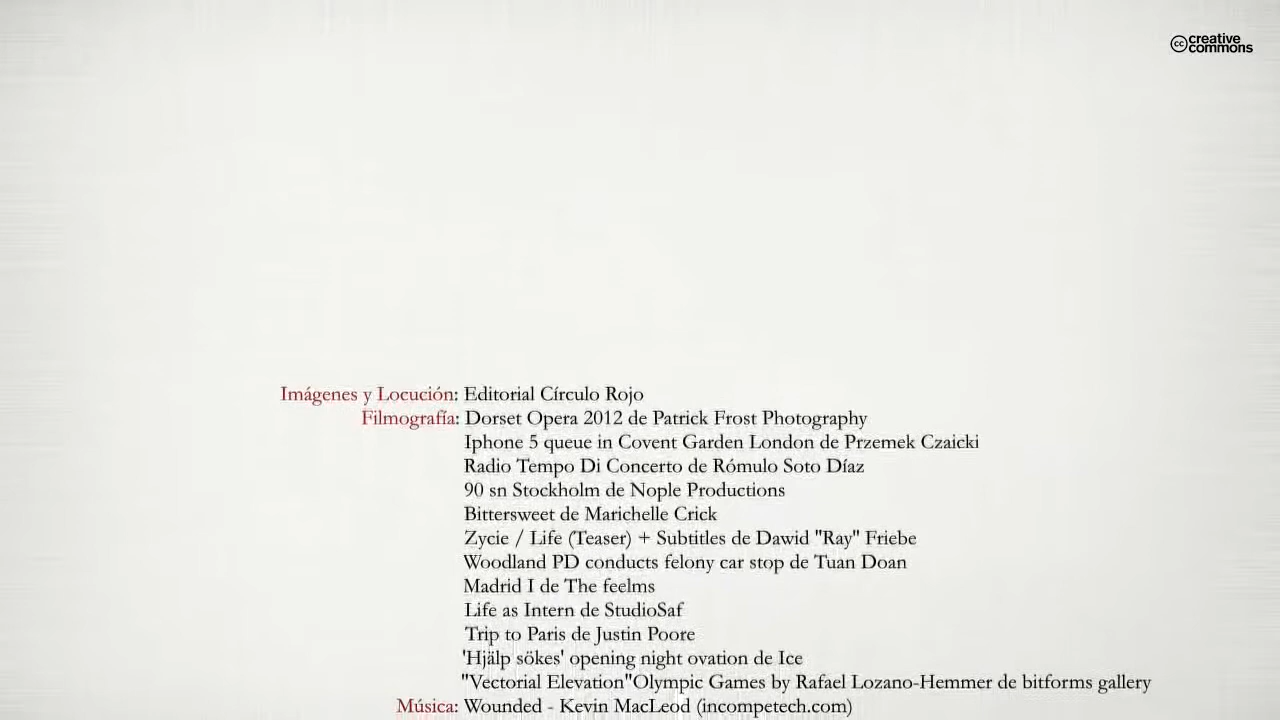 cc creative
commons
Imágenes y Locución: Editorial Círculo Rojo
Filmografía: Dorset Opera 2012 de Patrick Frost Photography
Iphone 5 queue in Covent Garden London de Przemek Czaicki
Radio Tempo Di Concerto de Rómulo Soto Díaz
90 sn Stockholm de Nople Productions
Bittersweet de Marichelle Crick
Zycie / Life (Teaser) + Subtitles de Dawid "Ray" Friebe
Woodland PD conducts felony car stop de Tuan Doan
Madrid I de The feelms
Life as Intern de StudioSaf
Trip to Paris de Justin Poore
'Hjälp sökes' opening night ovation de Ice
"Vectorial Elevation"Olympic Games by Rafael Lozano-Hemmer de bitforms gallery
Música: Wounded - Kevin MacLeod (incompetech.com)